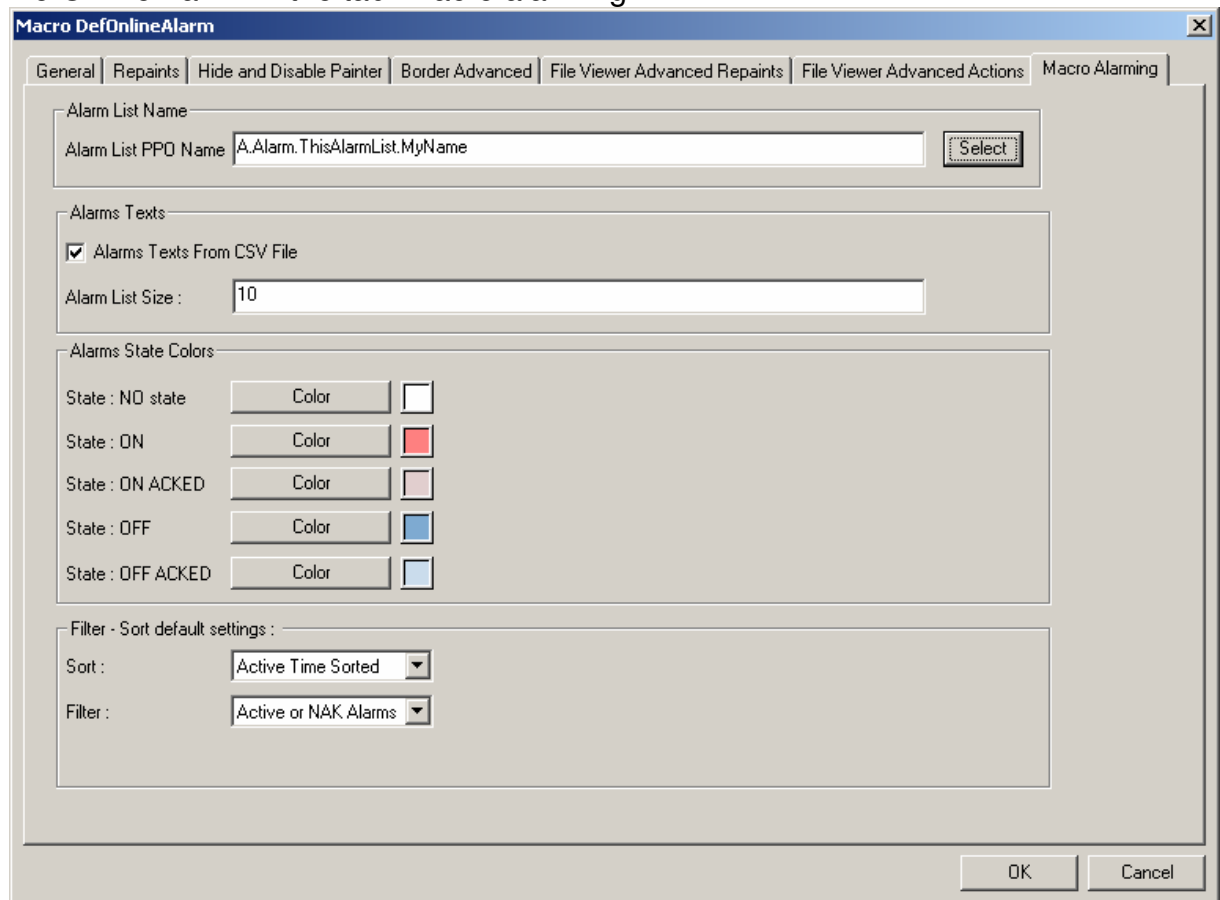 Macro DefOnlineAlarm
General Repaints Hide and Disable Painter Border Advanced File Viewer Advanced Repaints File Viewer Advanced Actions Macro Alarming
Alarm List Name
Alarm List PPO Name A.Alarm.ThisAlarmList.MyName Select
Alarms Texts
Alarms Texts From CSV File
Alarm List Size : 10
Alarms State Colors
State : NO state Color
State : ON Color
State : ON ACKED Color
State : OFF Color
State : OFF ACKED Color
Filter - Sort default settings :
Sort : Active Time Sorted
Filter : Active or NAK Alarms
OK Cancel